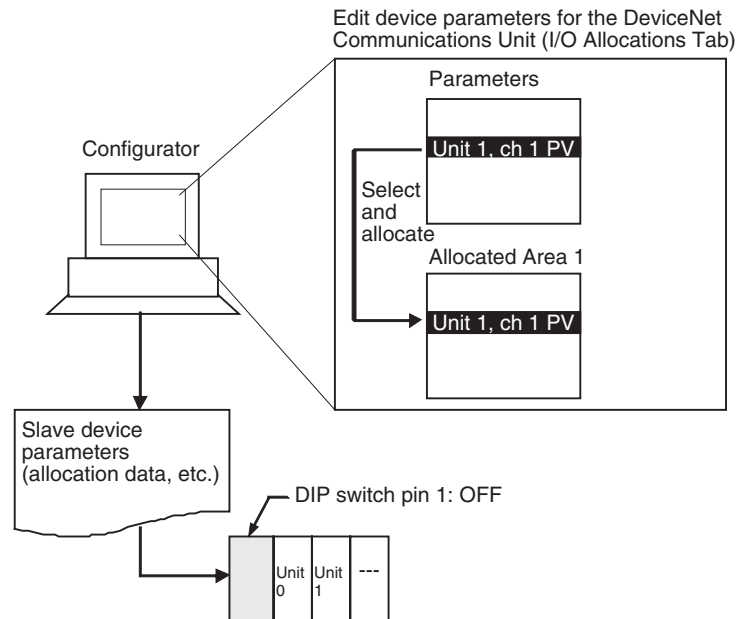 Edit device parameters for the DeviceNet
Communications Unit (I/O Allocations Tab)
Parameters
Unit 1, ch 1 PV
Configurator
Select
and
allocate
Allocated Area 1
Unit 1, ch 1 PV
Slave device
parameters
(allocation data, etc.)
DIP switch pin 1: OFF
Unit
0
Unit
1
---